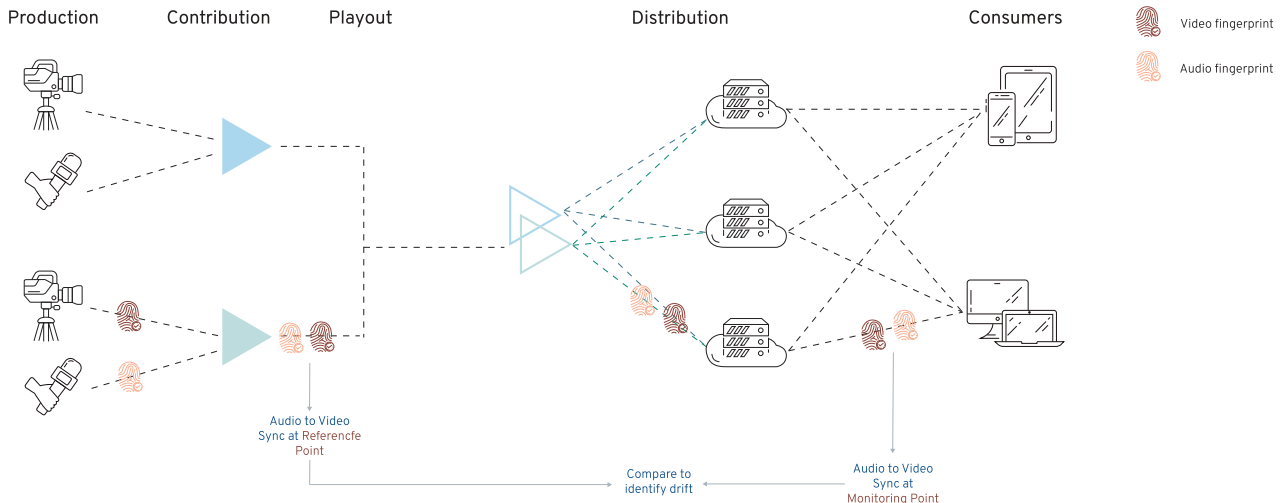 Production
Contribution
Playout
Distribution
Consumers
Video fingerprint
Audio fingerprint
Audio to Video
Sync at Referencfe
Point
Compare to
identify drift
Audio to Video
Sync at
Monitoring Point